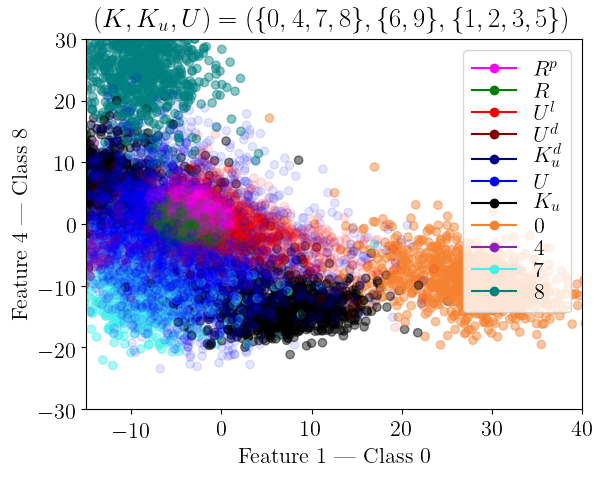 (K, K_u, U) = ({0, 4, 7, 8}, {6, 9}, {1, 2, 3, 5})
30
20
10
0
−10
−20
−30
Feature 4 — Class 8
R^p
R
U^l
U^d
K_u^d
U
K_u
0
4
7
8
−10
0
10
20
30
40
Feature 1 — Class 0